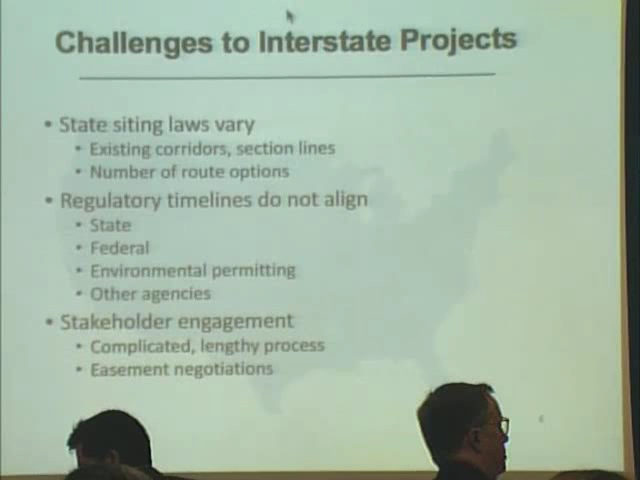 Challenges to Interstate Projects
• State siting laws vary
• Existing corridors, section lines
• Number of route options
• Regulatory timelines do not align
• State
• Federal
• Environmental permitting
• Other agencies
• Stakeholder engagement
• Complicated, lengthy process
• Easement negotiations